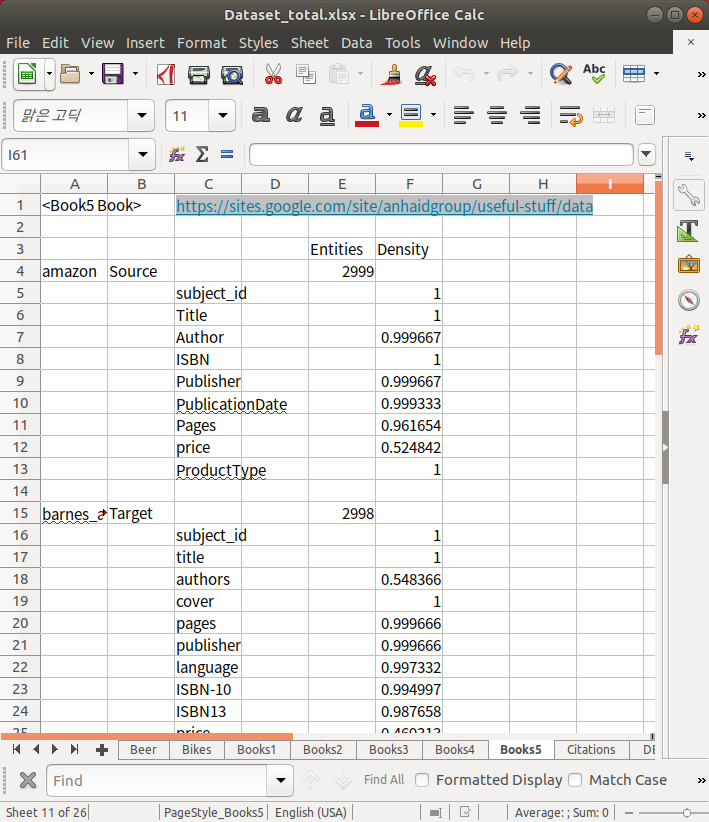 Dataset_total.xlsx - LibreOffice Calc
File Edit View Insert Format Styles Sheet Data Tools Window Help
맑은 고딕 11
I61
A B C D E F G H I
1 <Book5 Book> https://sites.google.com/site/anhaidgroup/useful-stuff/data
2
3 Entities Density
4 amazon Source 2999
5 subject_id 1
6 Title 1
7 Author 0.999667
8 ISBN 1
9 Publisher 0.999667
10 PublicationDate 0.999333
11 Pages 0.961654
12 price 0.524842
13 ProductType 1
14
15 barnes_a Target 2998
16 subject_id 1
17 title 1
18 authors 0.548366
19 cover 1
20 pages 0.999666
21 publisher 0.999666
22 language 0.997332
23 ISBN-10 0.994997
24 ISBN13 0.987658
25 price 0.469313
Beer Bikes Books1 Books2 Books3 Books4 Books5 Citations DB
Find Find All Formatted Display Match Case
Sheet 11 of 26 PageStyle_Books5 English (USA) Average: ; Sum: 0